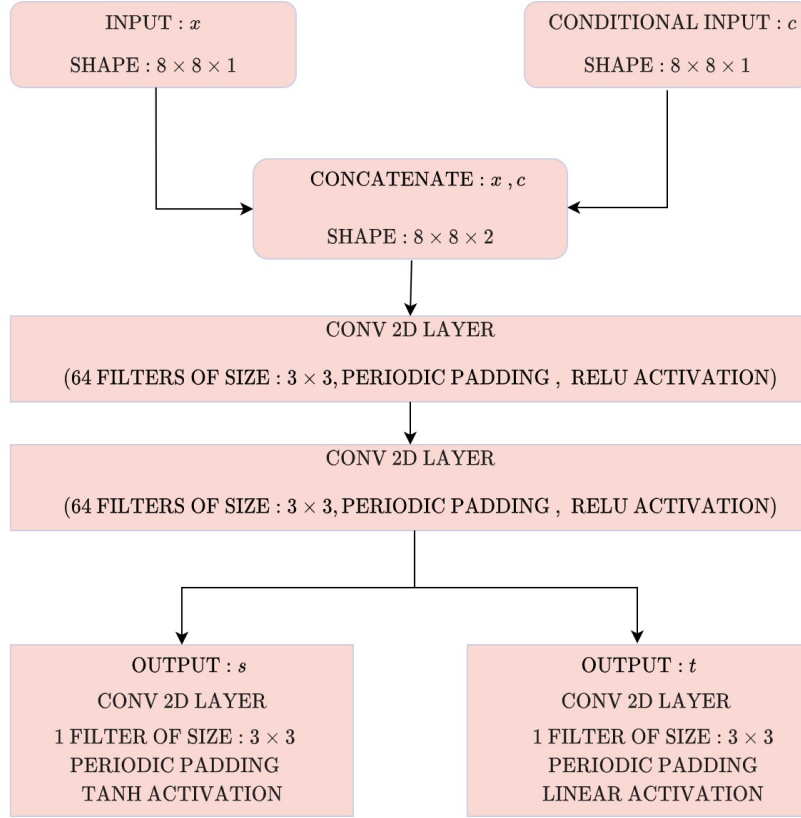 INPUT : x
SHAPE : 8 × 8 × 1
CONDITIONAL INPUT : c
SHAPE : 8 × 8 × 1
CONCATENATE : x , c
SHAPE : 8 × 8 × 2
CONV 2D LAYER
(64 FILTERS OF SIZE : 3 × 3, PERIODIC PADDING , RELU ACTIVATION)
CONV 2D LAYER
(64 FILTERS OF SIZE : 3 × 3, PERIODIC PADDING , RELU ACTIVATION)
OUTPUT : s
CONV 2D LAYER
1 FILTER OF SIZE : 3 × 3
PERIODIC PADDING
TANH ACTIVATION
OUTPUT : t
CONV 2D LAYER
1 FILTER OF SIZE : 3 × 3
PERIODIC PADDING
LINEAR ACTIVATION